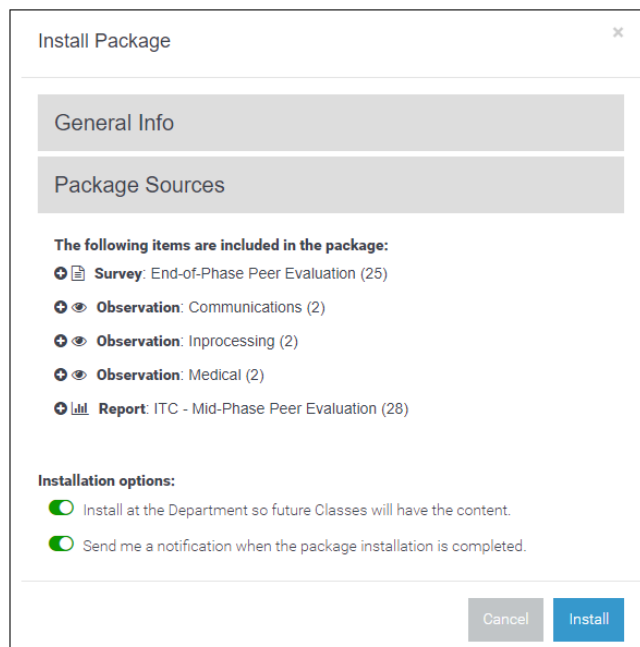 Install Package
×
General Info
Package Sources
The following items are included in the package:
Survey: End-of-Phase Peer Evaluation (25)
Observation: Communications (2)
Observation: Inprocessing (2)
Observation: Medical (2)
Report: ITC - Mid-Phase Peer Evaluation (28)
Installation options:
Install at the Department so future Classes will have the content.
Send me a notification when the package installation is completed.
Cancel Install